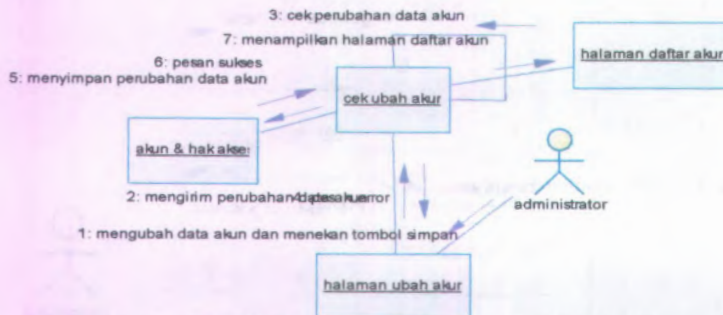 3: cek perubahan data akun
7: menampilkan halaman daftar akun
halaman daftar akun
6: pesan sukses
5: menyimpan perubahan data akun
cek ubah akun
akun & hak akses
2: mengirim perubahan data akun
4: pesan error
administrator
1: mengubah data akun dan menekan tombol simpan
halaman ubah akun